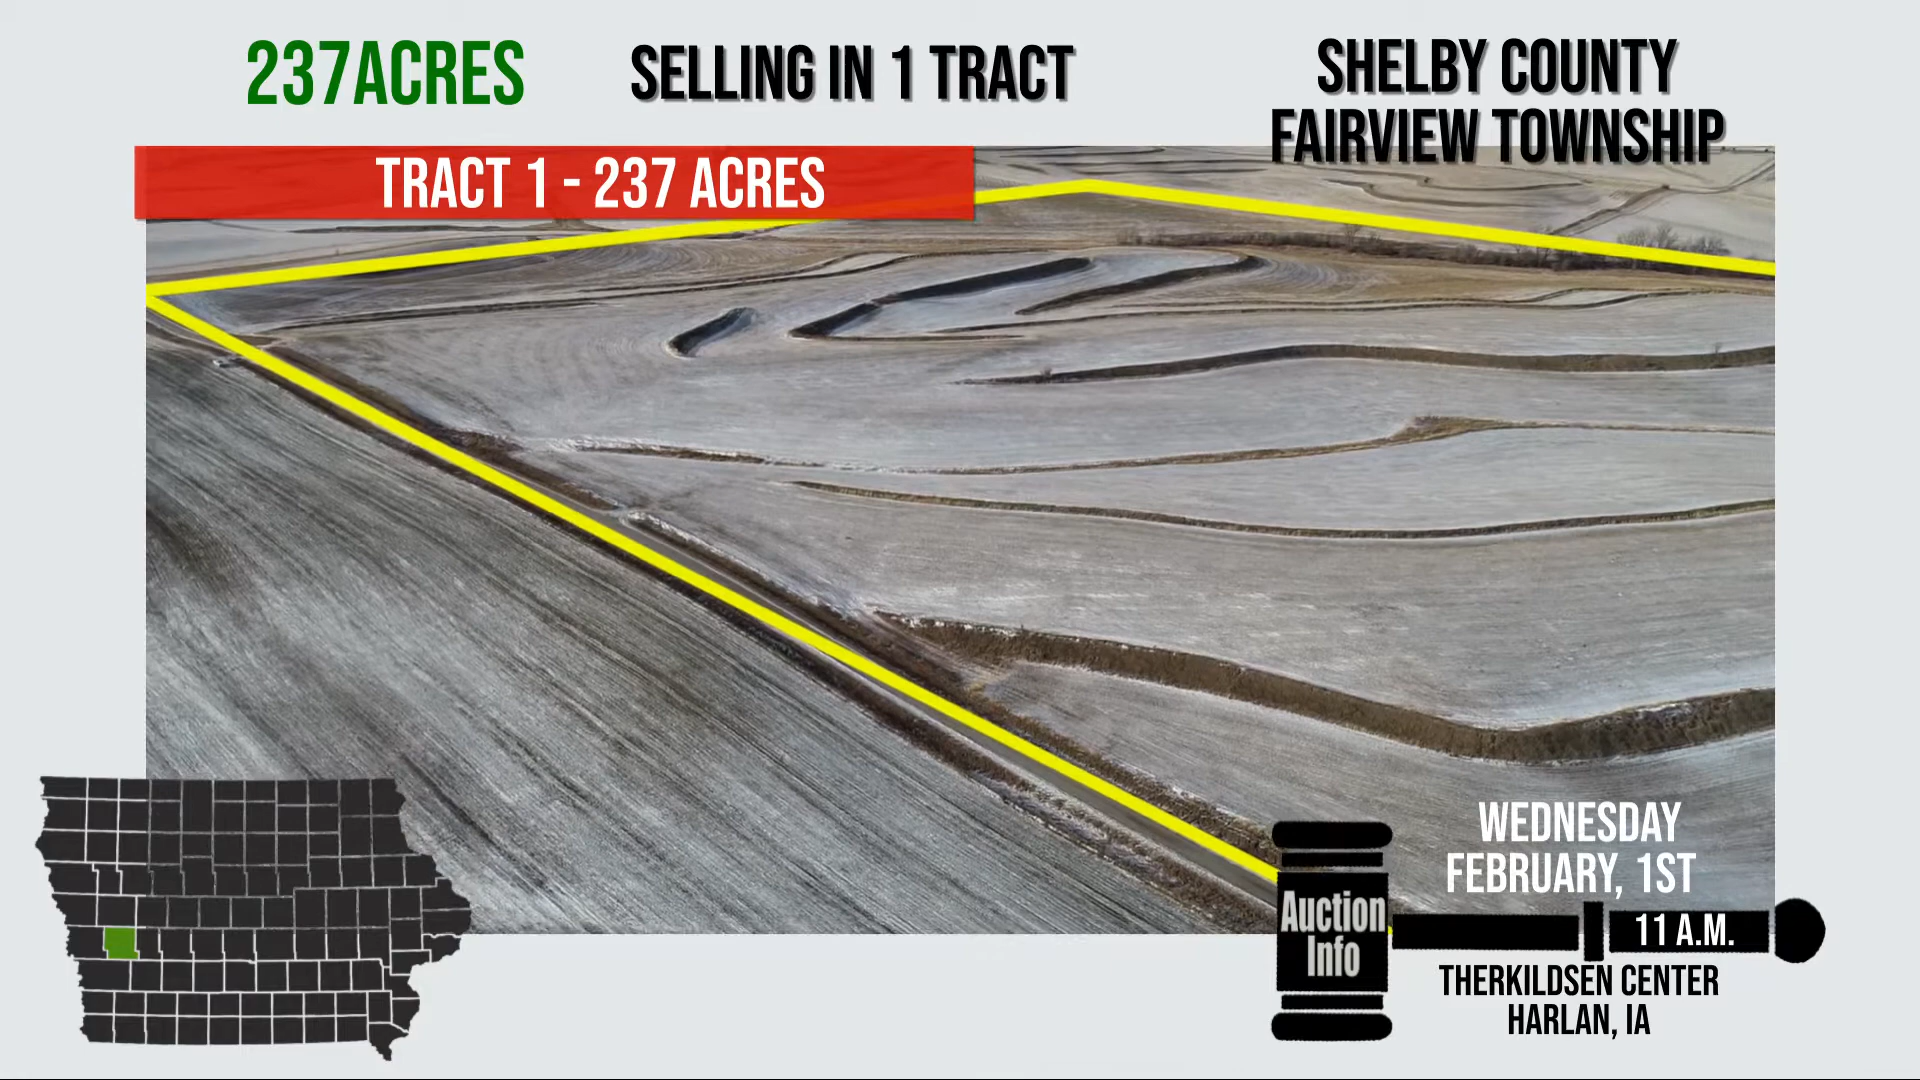 237ACRES
SELLING IN 1 TRACT
SHELBY COUNTY
FAIRVIEW TOWNSHIP
TRACT 1 - 237 ACRES
WEDNESDAY
FEBRUARY, 1ST
Auction
Info
11 A.M.
THERKILDSEN CENTER
HARLAN, IA